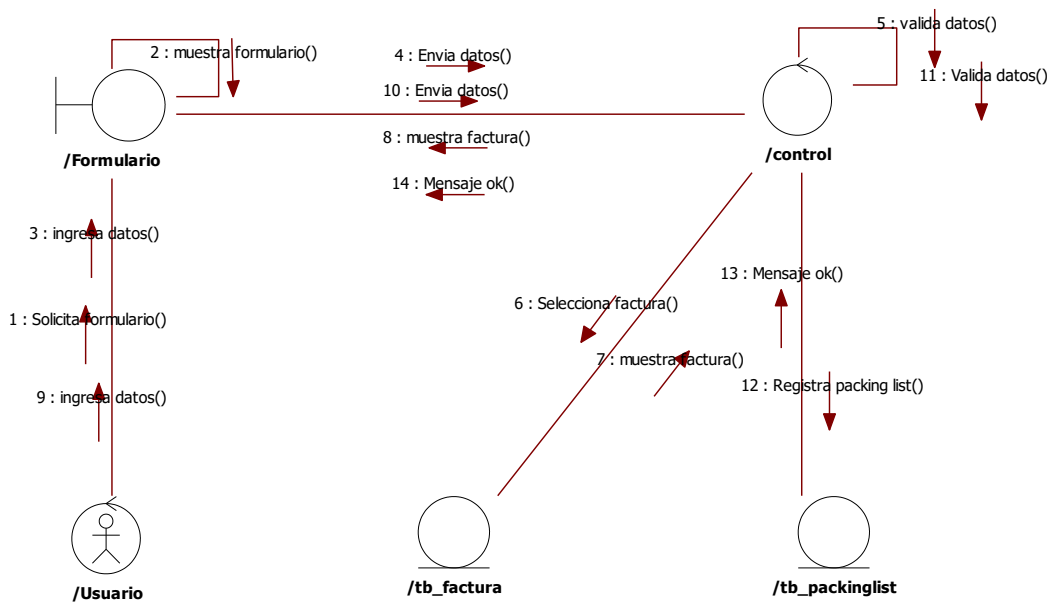 5 : valida datos()
2 : muestra formulario()
4 : Envia datos()
11 : Valida datos()
10 : Envia datos()
8 : muestra factura()
/Formulario
/control
14 : Mensaje ok()
3 : ingresa datos()
13 : Mensaje ok()
6 : Selecciona factura()
1 : Solicita formulario()
7 : muestra factura()
12 : Registra packing list()
9 : ingresa datos()
/Usuario
/tb_factura
/tb_packinglist